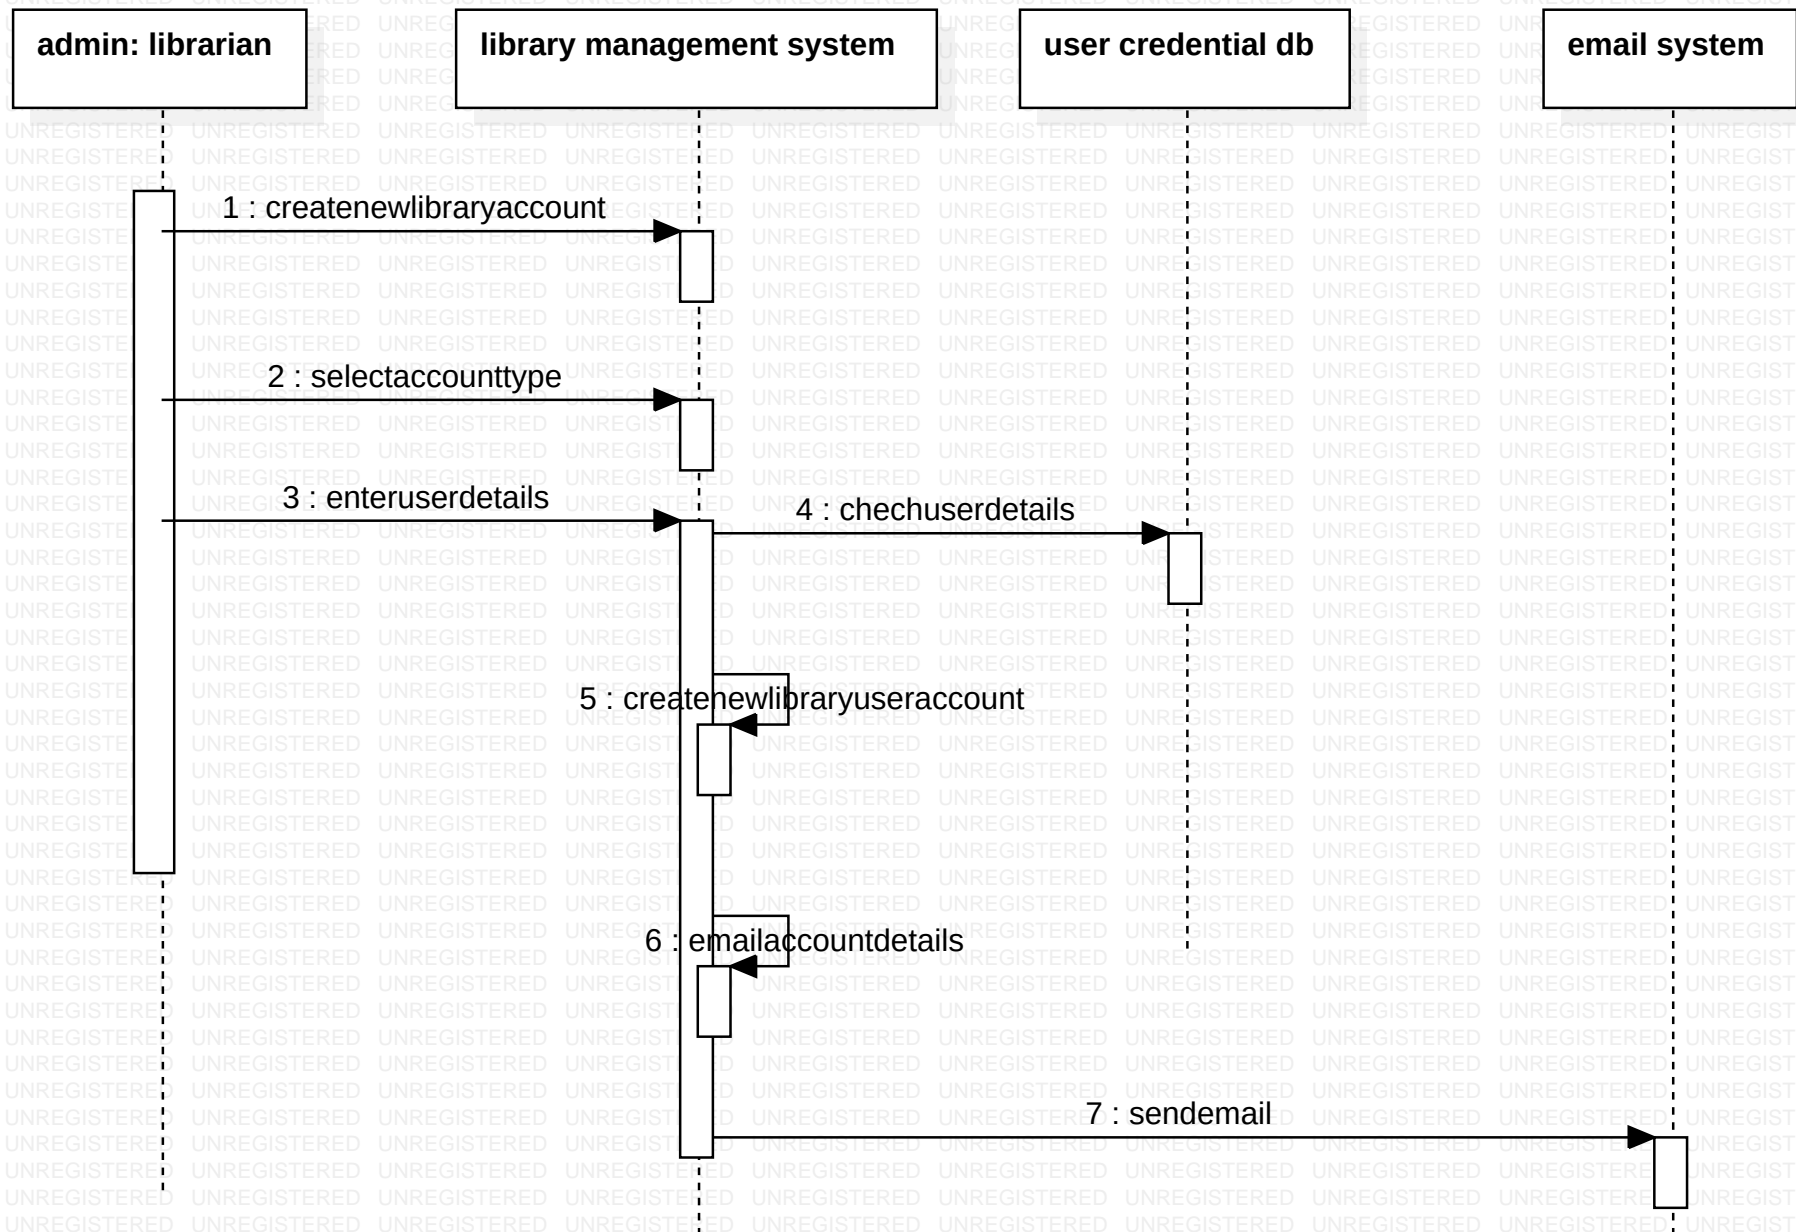 admin: librarian
library management system
user credential db
email system
1 : createnewlibraryaccount
2 : selectaccounttype
3 : enteruserdetails
4 : chechuserdetails
5 : createnewlibraryuseraccount
6 : emailaccountdetails
7 : sendemail
UNREGISTERED